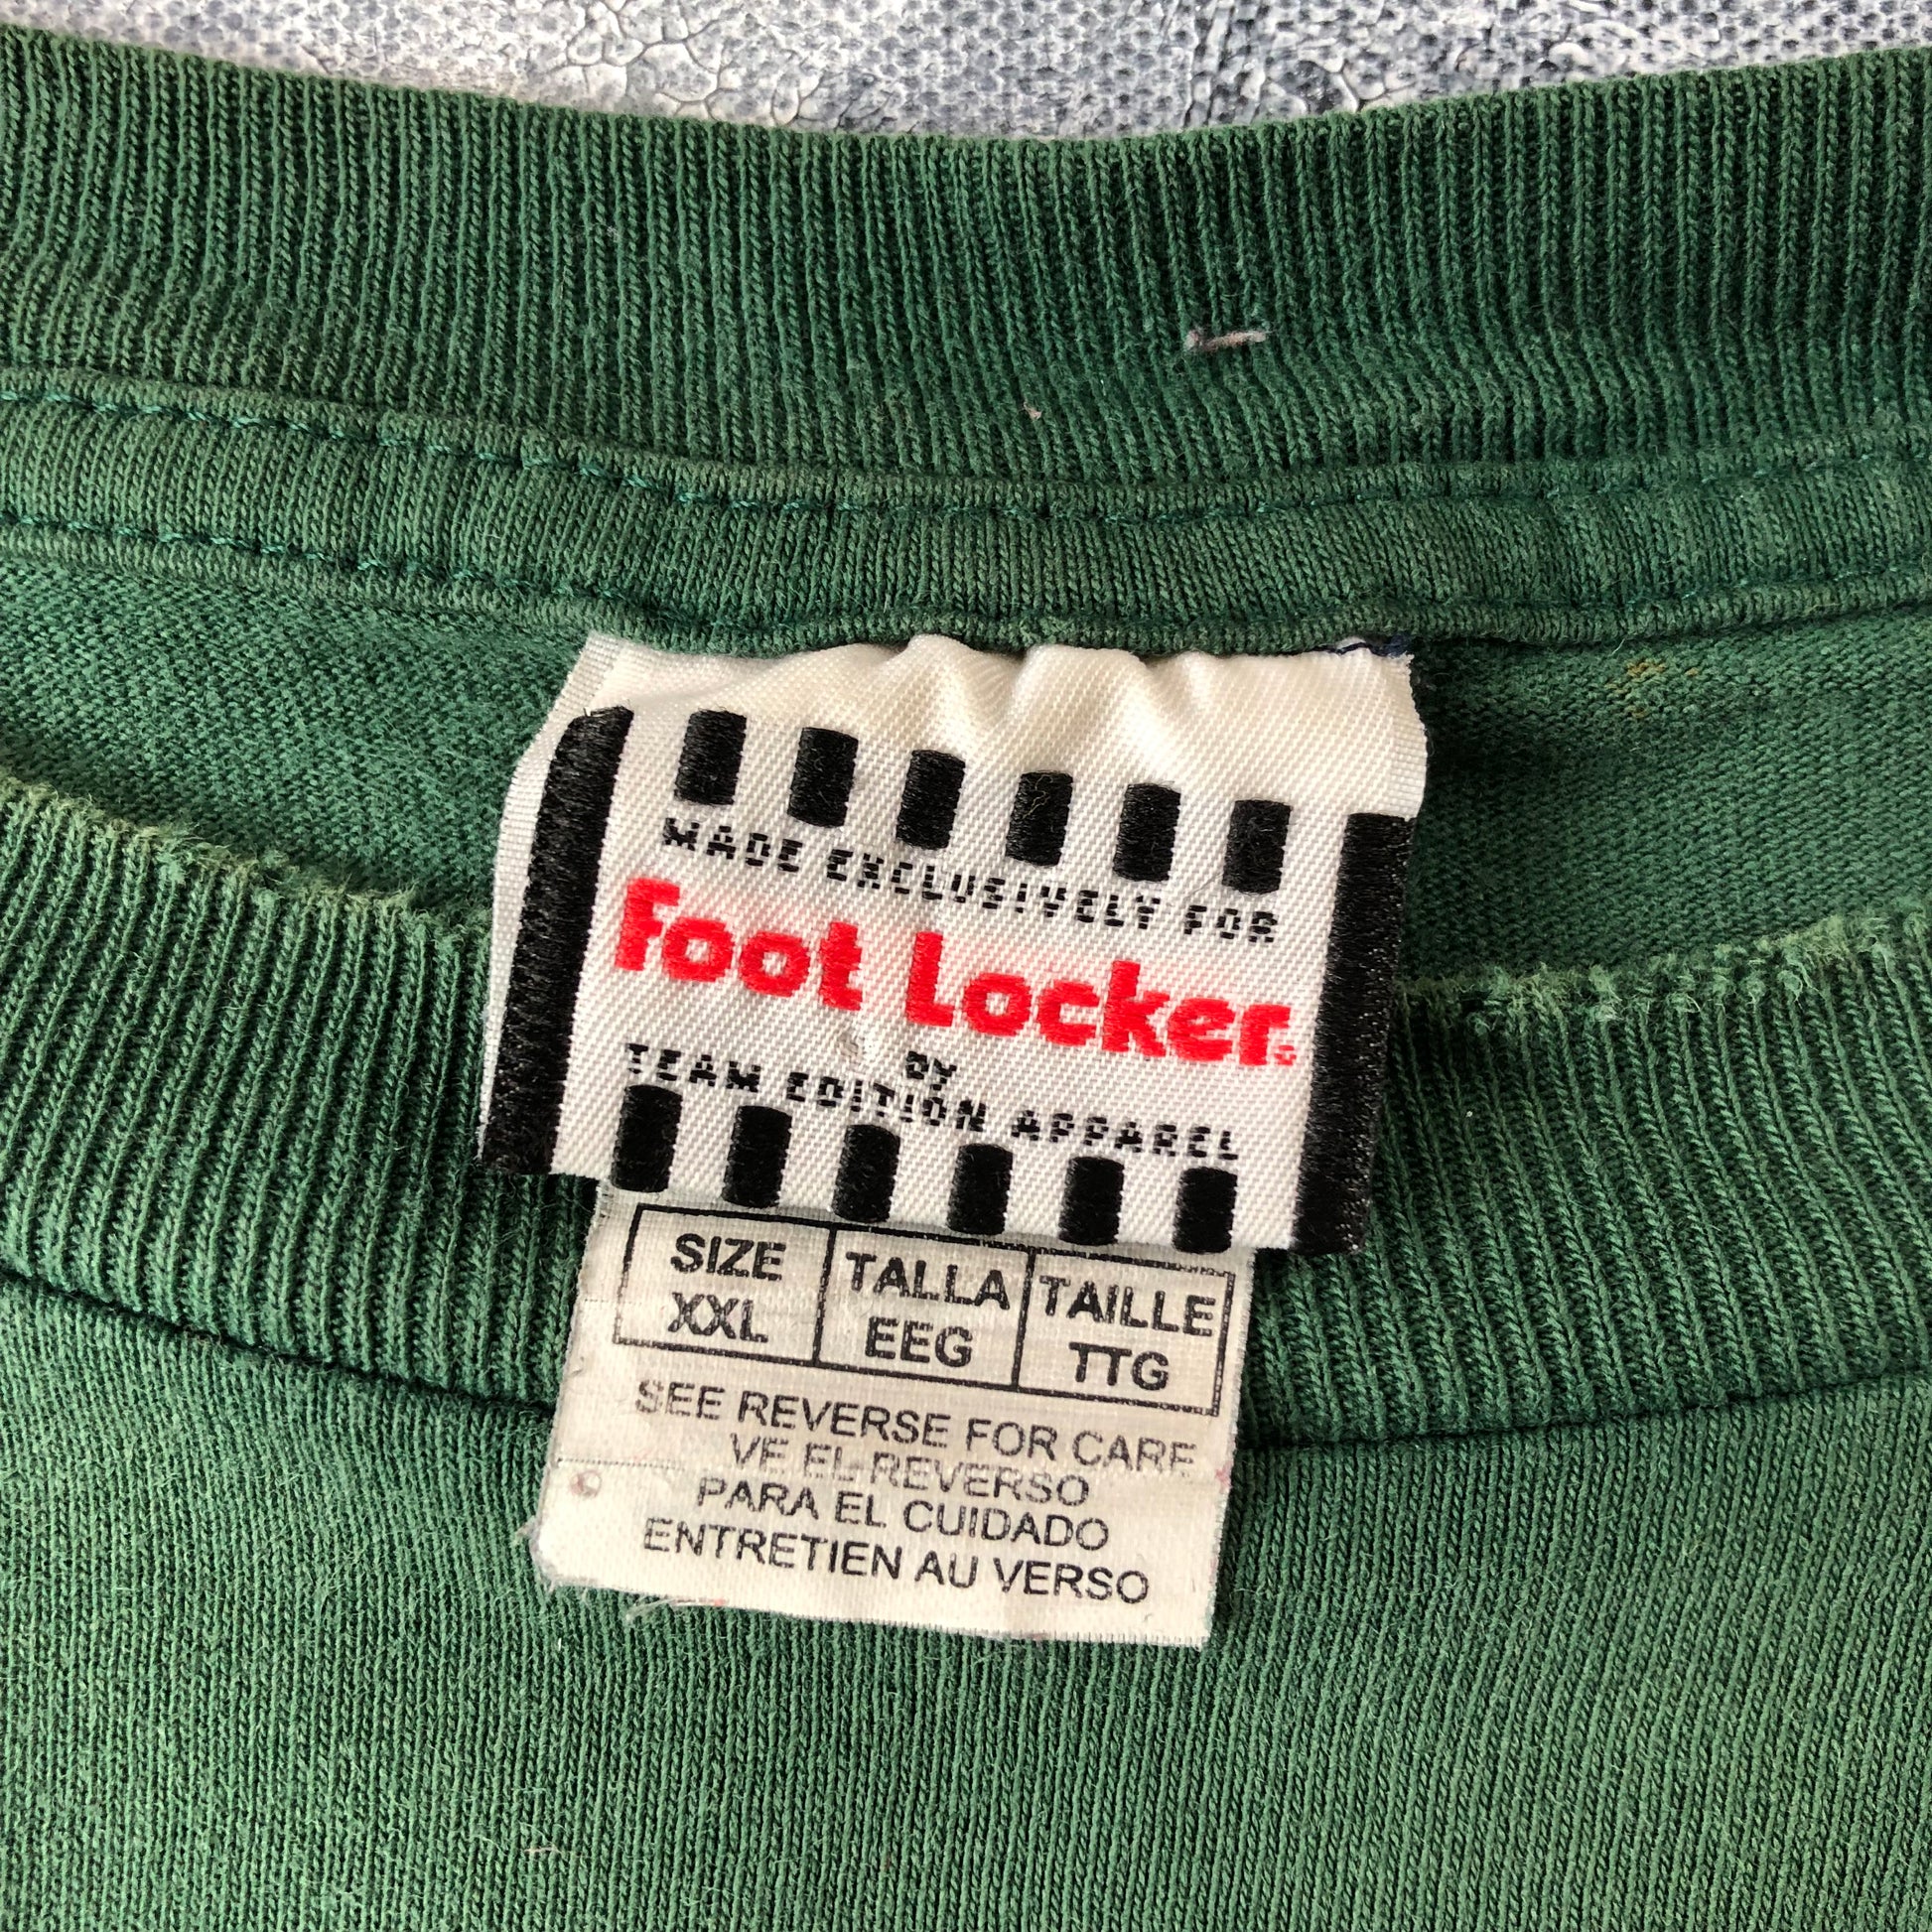 MADE EXCLUSIVELY FOR
Foot Locker®
BY
TEAM EDITION APPAREL
SIZE TALLA TAILLE
XXL EEG TTG
SEE REVERSE FOR CARE
VE EL REVERSO
PARA EL CUIDADO
ENTRETIEN AU VERSO